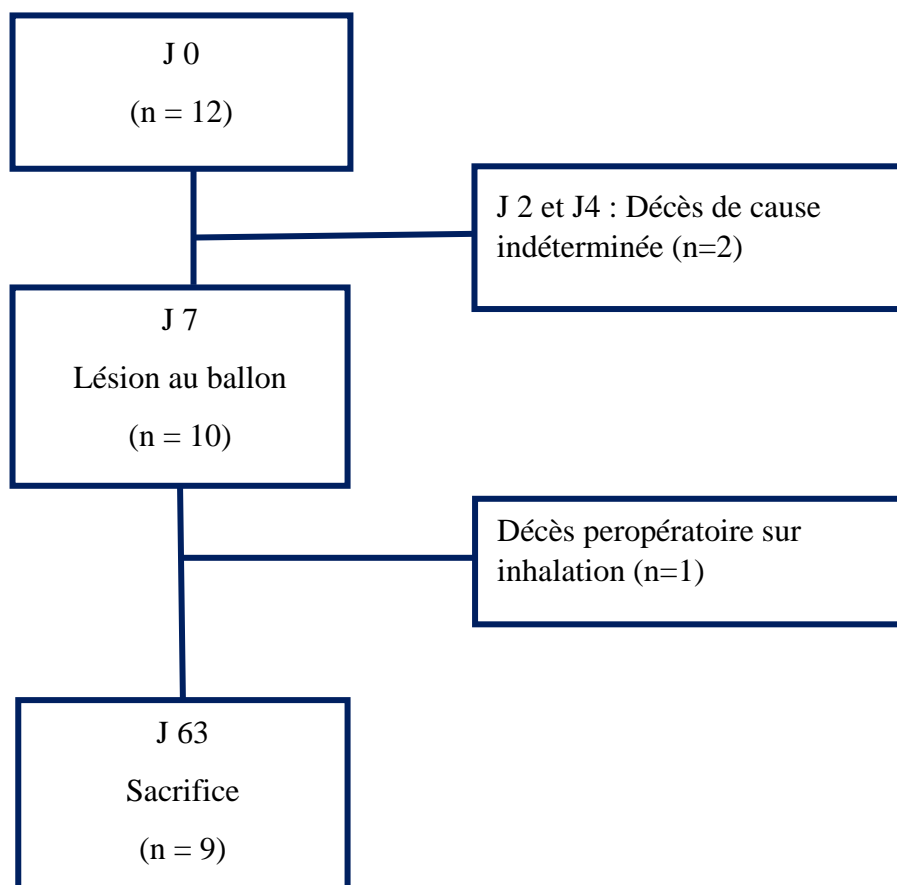 J 0
(n = 12)
J 2 et J4 : Décès de cause
indéterminée (n=2)
J 7
Lésion au ballon
(n = 10)
Décès peropératoire sur
inhalation (n=1)
J 63
Sacrifice
(n = 9)